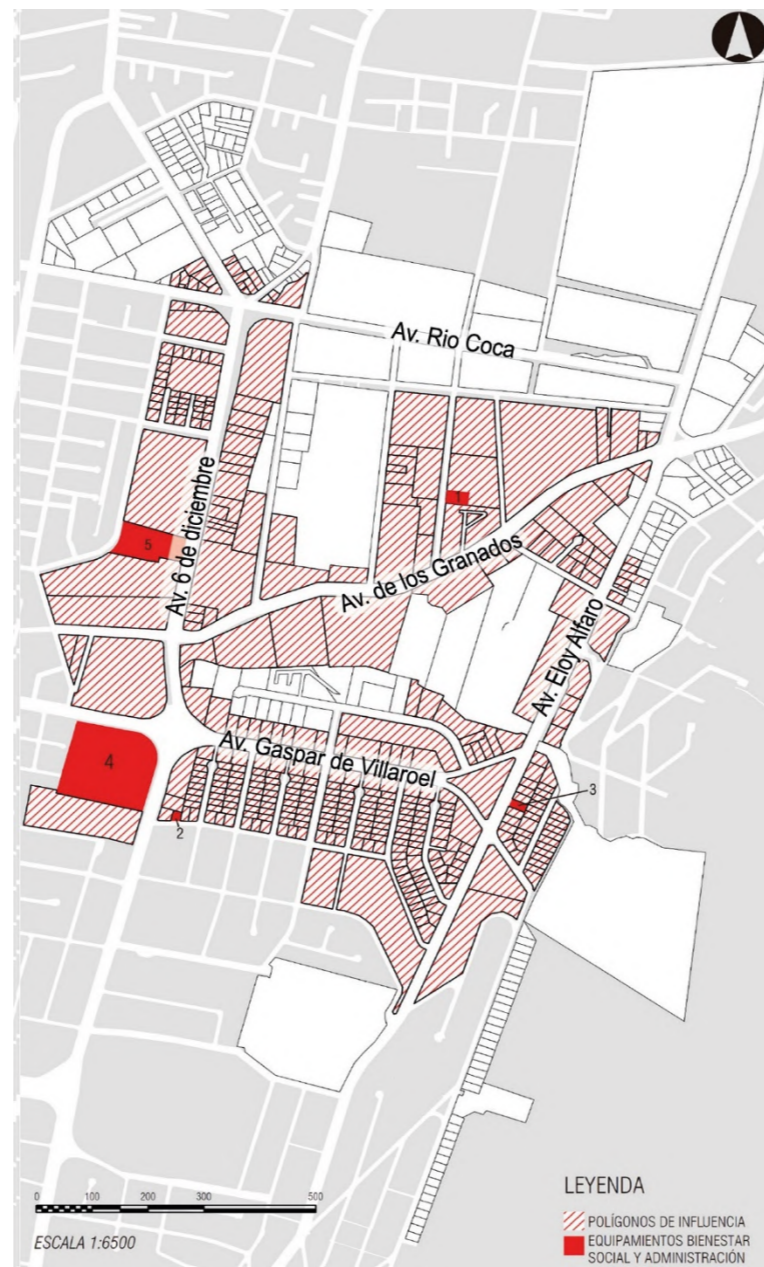 Av. Rio Coca
1
Av. 6 de diciembre
5
Av. de los Granados
Av. Eloy Alfaro
Av. Gaspar de Villaroel
4
3
2
LEYENDA
POLÍGONOS DE INFLUENCIA
EQUIPAMIENTOS BIENESTAR
SOCIAL Y ADMINISTRACIÓN
0 100 200 300 500
ESCALA 1:6500